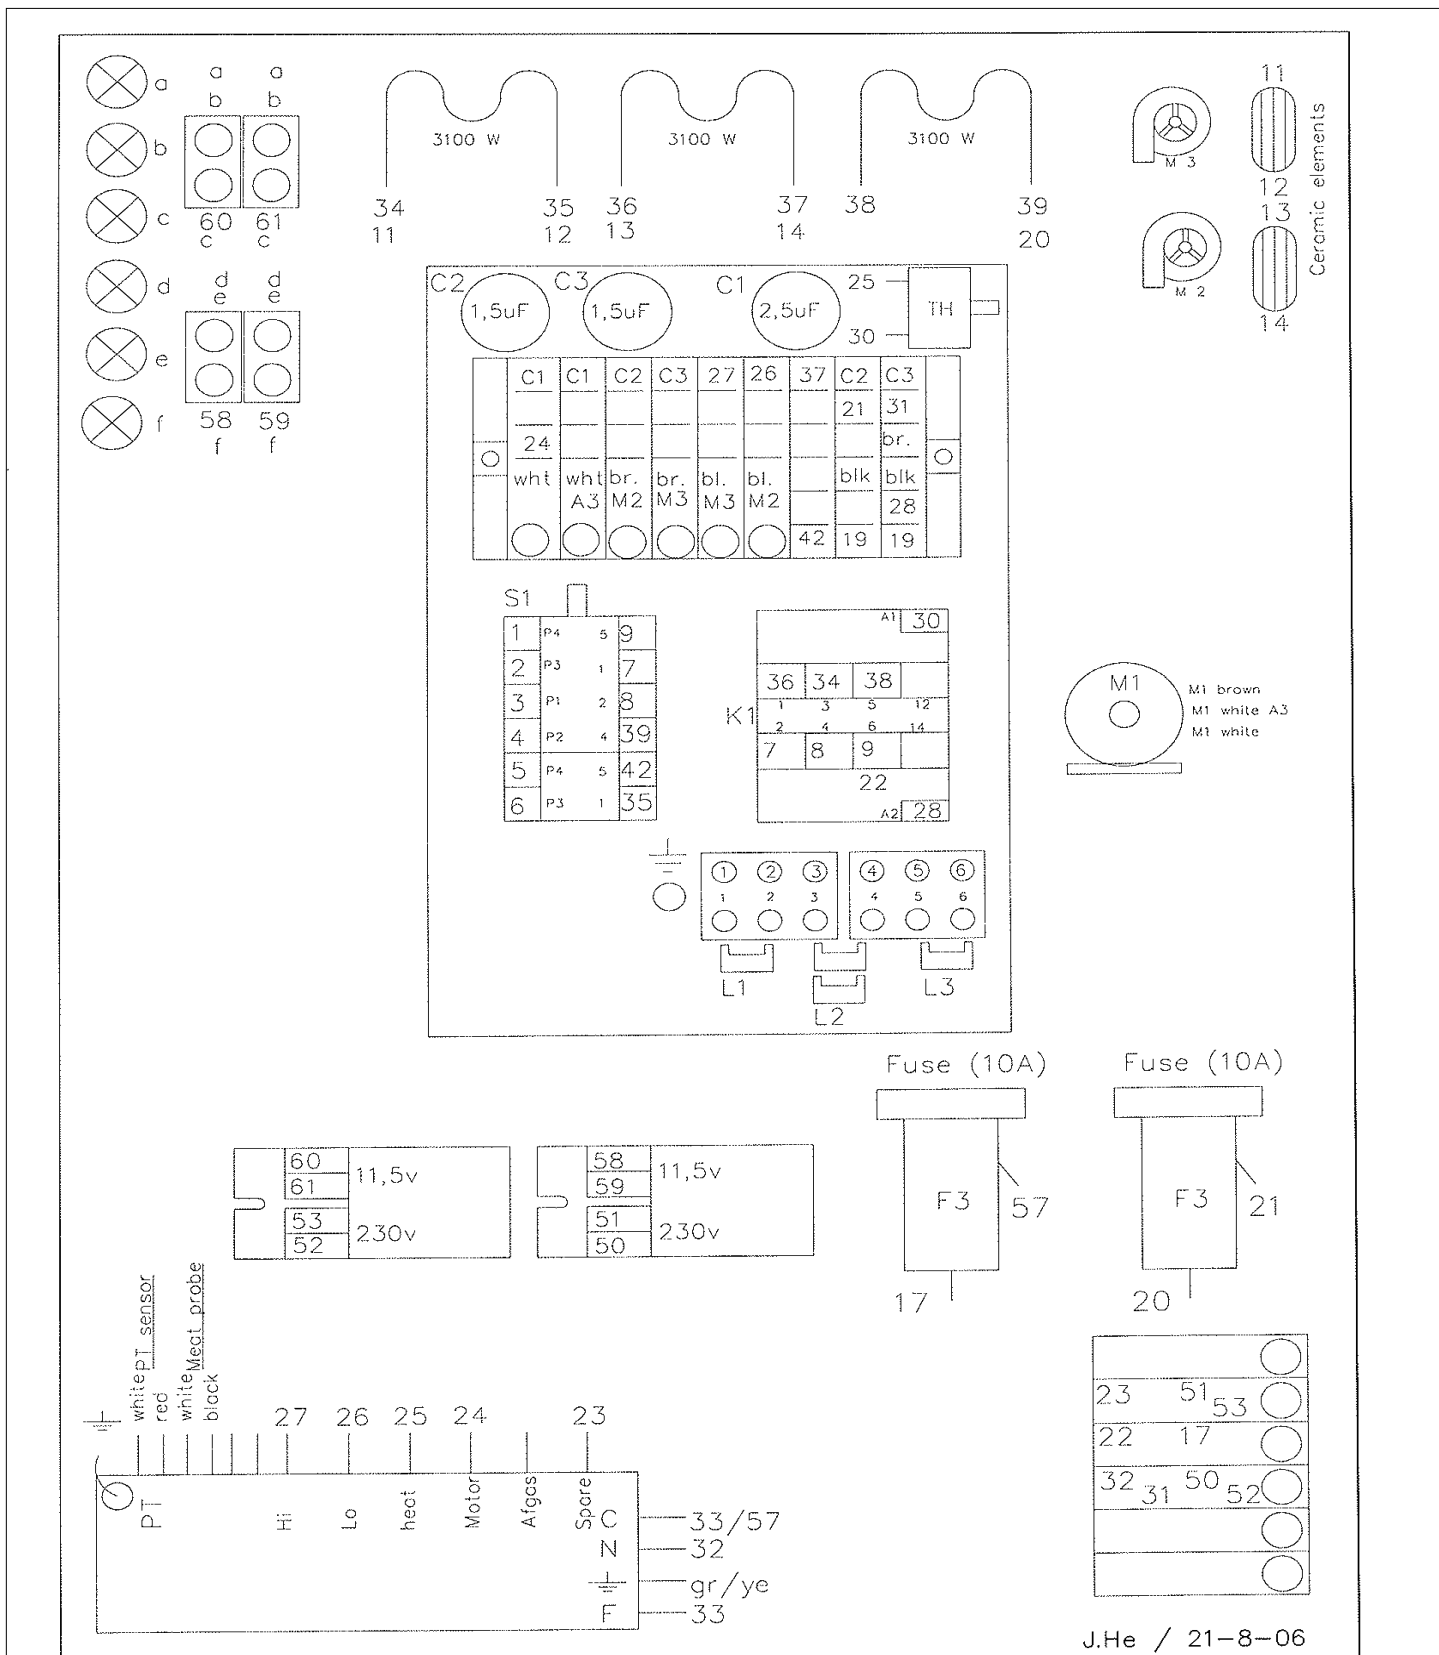 a
b
c
d
e
f
a a
b b
60 61
c c
d d
e e
58 59
f f
3100 W 3100 W 3100 W
34 35 36 37 38 39
11 12 13 14 20
M 3
M 2
11
12
13
14
Ceramic elements
C2 C3 C1
1,5uF 1,5uF 2,5uF
25
30
TH
C1 C1 C2 C3 27 26 37 C2 C3
21 31
24 br.
wht wht br. br. bl. bl. blk blk
A3 M2 M3 M3 M2 28
42 19 19
S1
1 P4 5 9
2 P3 1 7
3 P1 2 8
4 P2 4 39
5 P4 5 42
6 P3 1 35
A1 30
36 34 38
K1
1 3 5 12
2 4 6 14
7 8 9
22
A2 28
M1
M1 brown
M1 white A3
M1 white
1 2 3 4 5 6
1 2 3 4 5 6
L1 L2 L3
Fuse (10A) Fuse (10A)
F3 57 F3 21
17 20
60
61
11,5v
53
52
230v
58
59
11,5v
51
50
230v
white
red
PT sensor
white
black
Meat probe
27 26 25 24 23
PT Hi Lo heat Motor Afgas Spare
C 33/57
N 32
gr/ye
F 33
23 51 53
22 17
32 31 50 52
J.He / 21-8-06